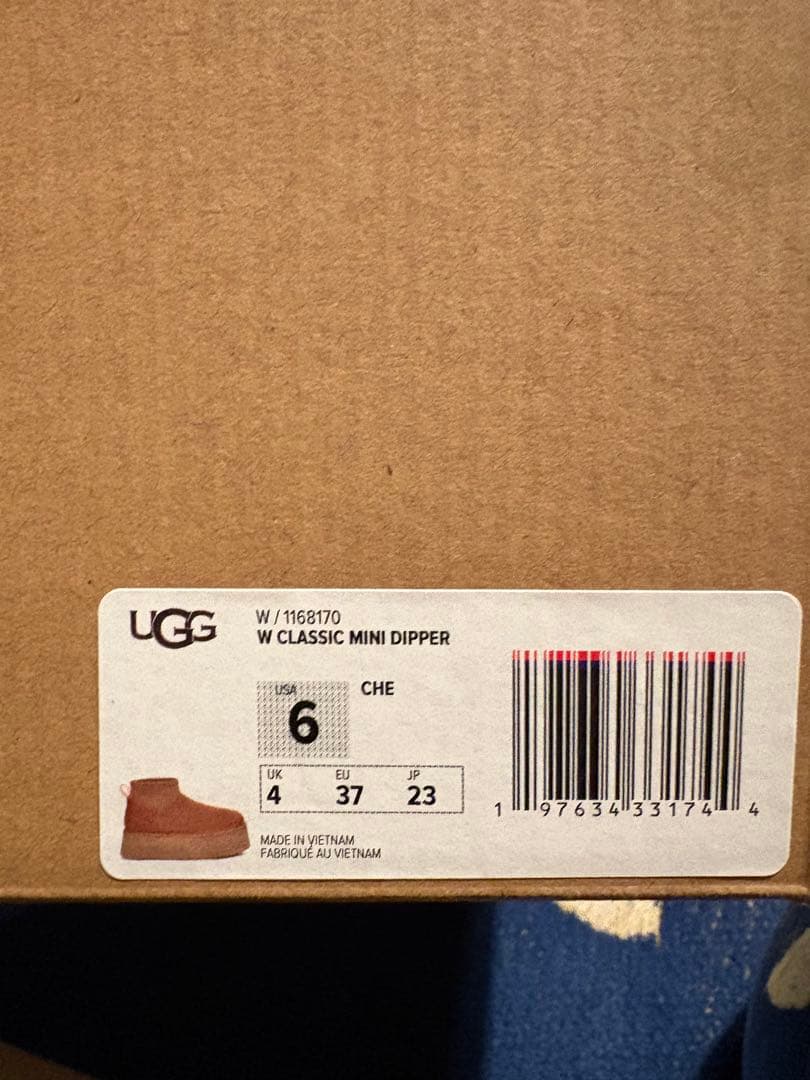 UGG
W / 1168170
W CLASSIC MINI DIPPER
USA
6
CHE
UK EU JP
4 37 23
MADE IN VIETNAM
FABRIQUÉ AU VIETNAM
1 97634 33174 4